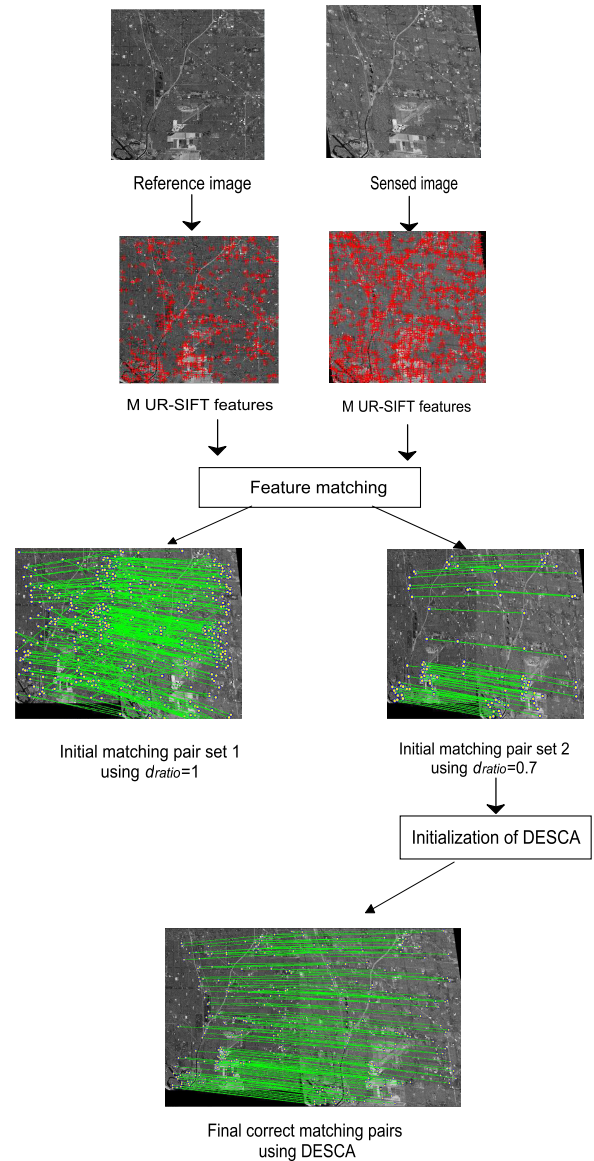 Reference image
Sensed image
M UR-SIFT features
M UR-SIFT features
Feature matching
Initial matching pair set 1
using dratio=1
Initial matching pair set 2
using dratio=0.7
Initialization of DESCA
Final correct matching pairs
using DESCA